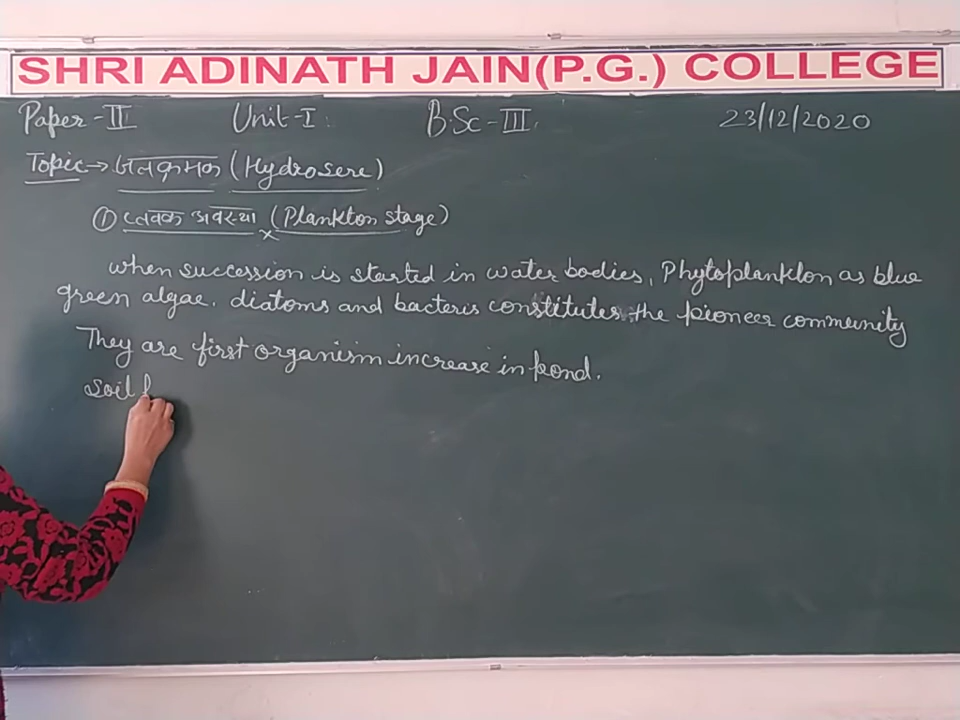 SHRI ADINATH JAIN(P.G.) COLLEGE
Paper-II Unit-I B.Sc-III 23/12/2020
Topic → जलक्रमक (Hydrosere)
① प्लवक अवस्था (Plankton stage)
when succession is started in water bodies, Phytoplankton as blue
green algae, diatoms and bacteris constitutes the pioneer community
They are first organism increase in pond.
Soil